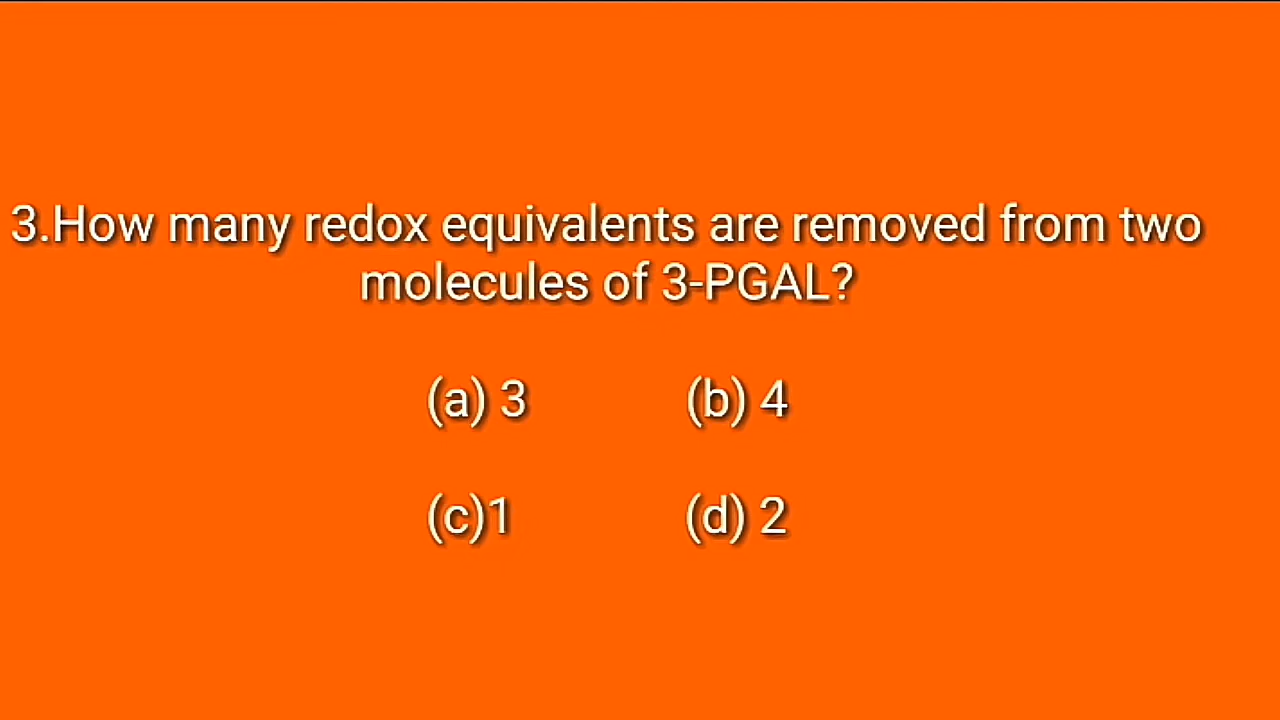 3.How many redox equivalents are removed from two
molecules of 3-PGAL?
(a) 3 (b) 4
(c)1 (d) 2